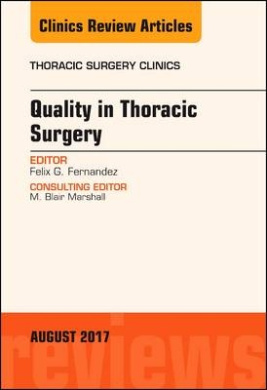 Clinics Review Articles
THORACIC SURGERY CLINICS
Quality in Thoracic
Surgery
EDITOR
Felix G. Fernandez
CONSULTING EDITOR
M. Blair Marshall
AUGUST 2017
reviews